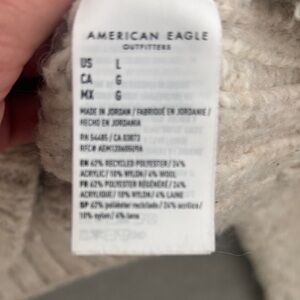 AMERICAN EAGLE
OUTFITTERS
US L
CA G
MX G
MADE IN JORDAN / FABRIQUÉ EN JORDANIE /
HECHO EN JORDANIA
RN 54485 / CA 03072
EN 62% RECYCLED POLYESTER / 24%
ACRYLIC / 10% NYLON / 4% WOOL
FR 62% POLYESTER RÉGÉNÉRÉ / 24%
ACRYLIQUE / 10% NYLON / 4% LAINE
SP 62% poliéster reciclado / 24% acrílico /
10% nylon / 4% lana